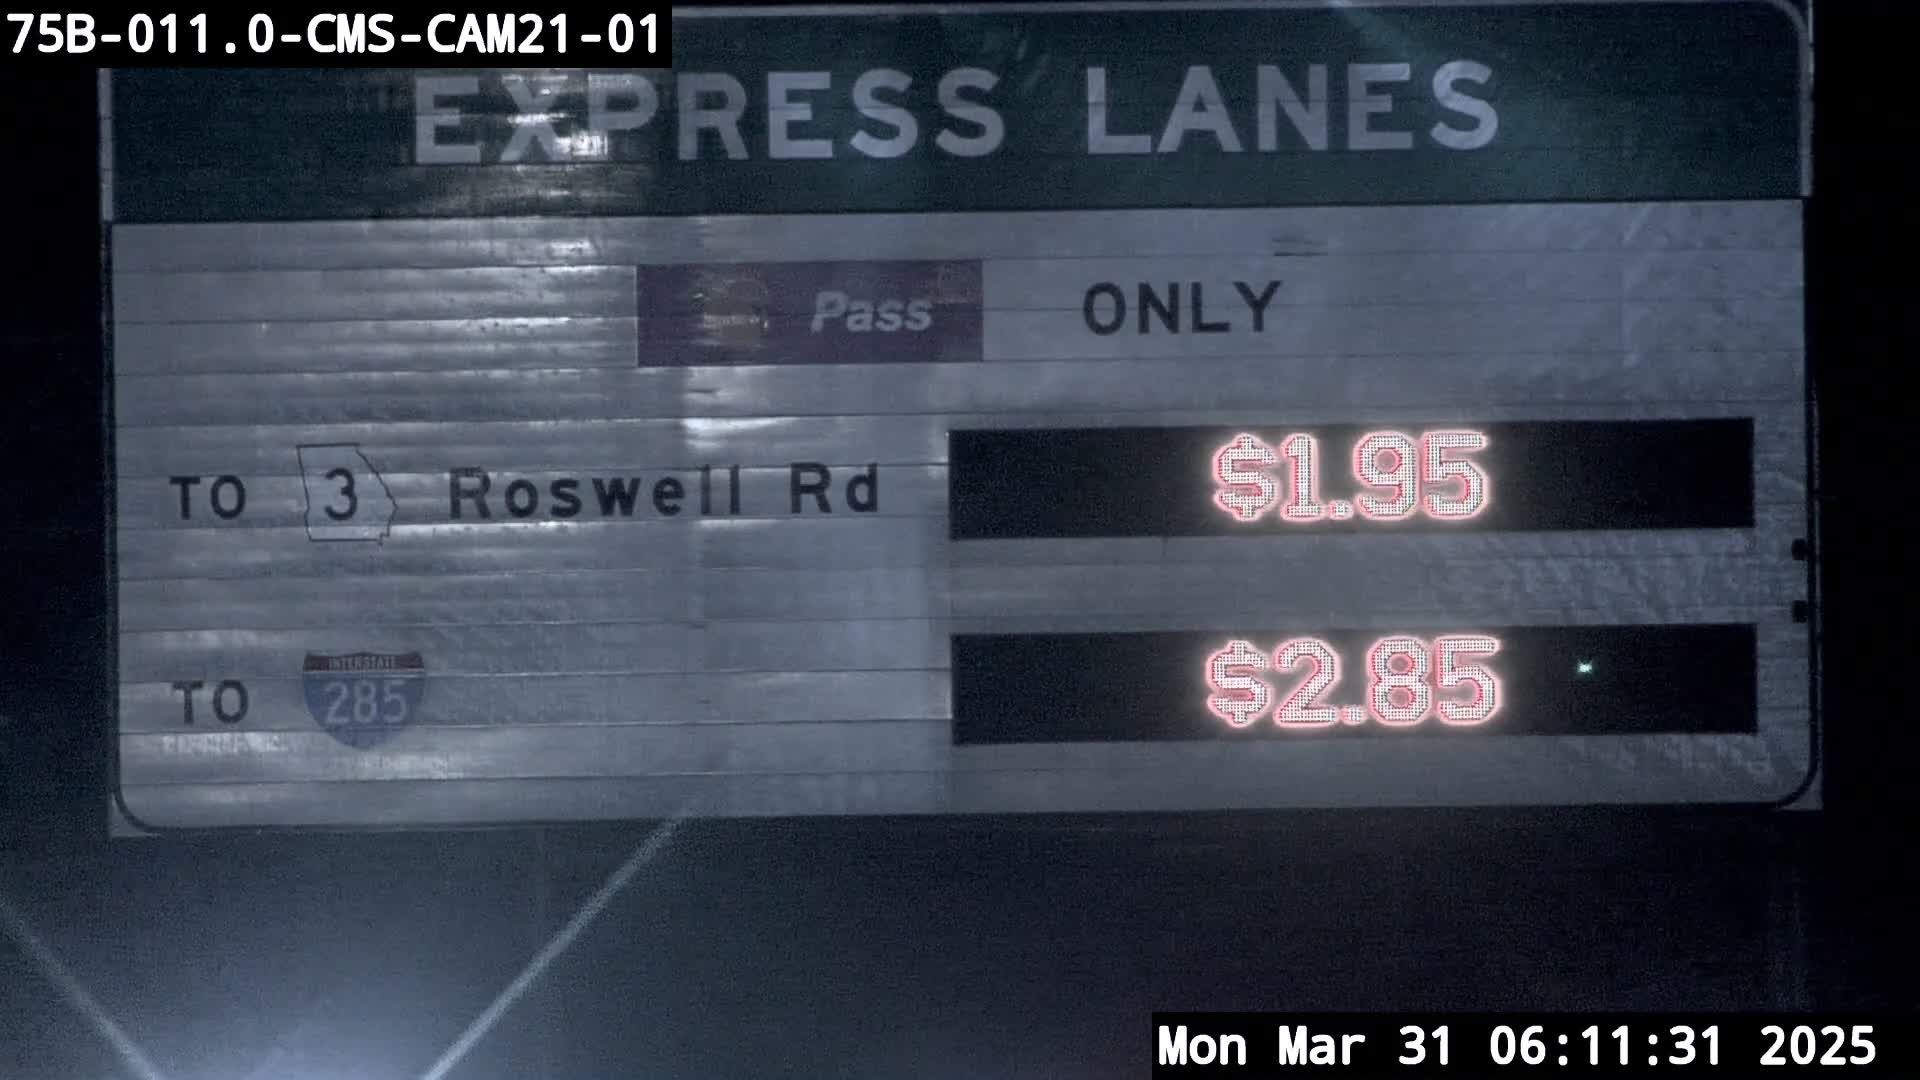 75B-011.0-CMS-CAM21-01
EXPRESS LANES
Pass ONLY
TO 3 Roswell Rd $1.95
INTERSTATE
TO 285 $2.85
Mon Mar 31 06:11:31 2025